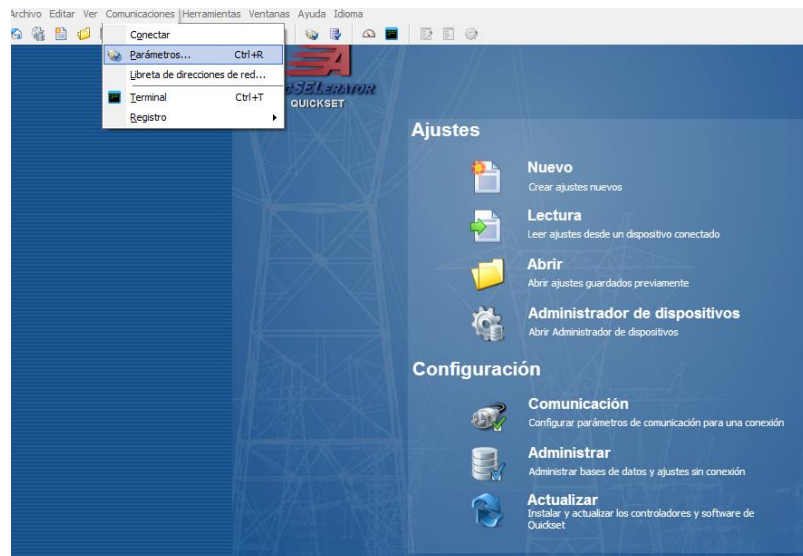 Archivo Editar Ver Comunicaciones Herramientas Ventanas Ayuda Idioma
Conectar
Parámetros... Ctrl+R
Libreta de direcciones de red...
Terminal Ctrl+T
Registro
SELERATOR
QUICKSET
Ajustes
Nuevo
Crear ajustes nuevos
Lectura
Leer ajustes desde un dispositivo conectado
Abrir
Abrir ajustes guardados previamente
Administrador de dispositivos
Abrir Administrador de dispositivos
Configuración
Comunicación
Configurar parámetros de comunicación para una conexión
Administrar
Administrar bases de datos y ajustes sin conexión
Actualizar
Instalar y actualizar los controladores y software de
Quickset